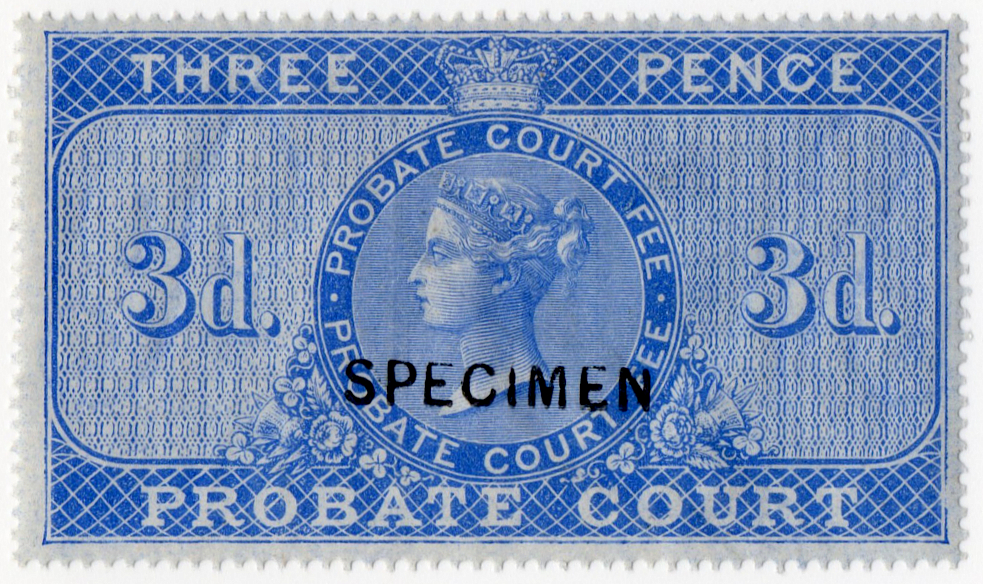 THREE PENCE
PROBATE COURT FEE
3d. 3d.
SPECIMEN
PROBATE COURT FEE
PROBATE COURT